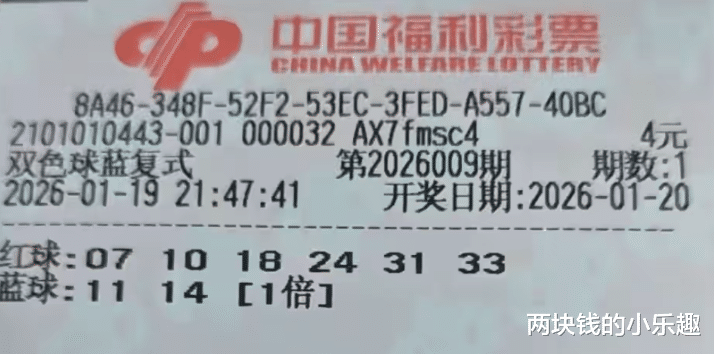 中国福利彩票
CHINA WELFARE LOTTERY
8A46-348F-52F2-53EC-3FED-A557-40BC
2101010443-001 000032 AX7fmsc4 4元
双色球蓝复式 第2026009期 期数:1
2026-01-19 21:47:41 开奖日期:2026-01-20
红球:07 10 18 24 31 33
蓝球:11 14 [1倍]
两块钱的小乐趣